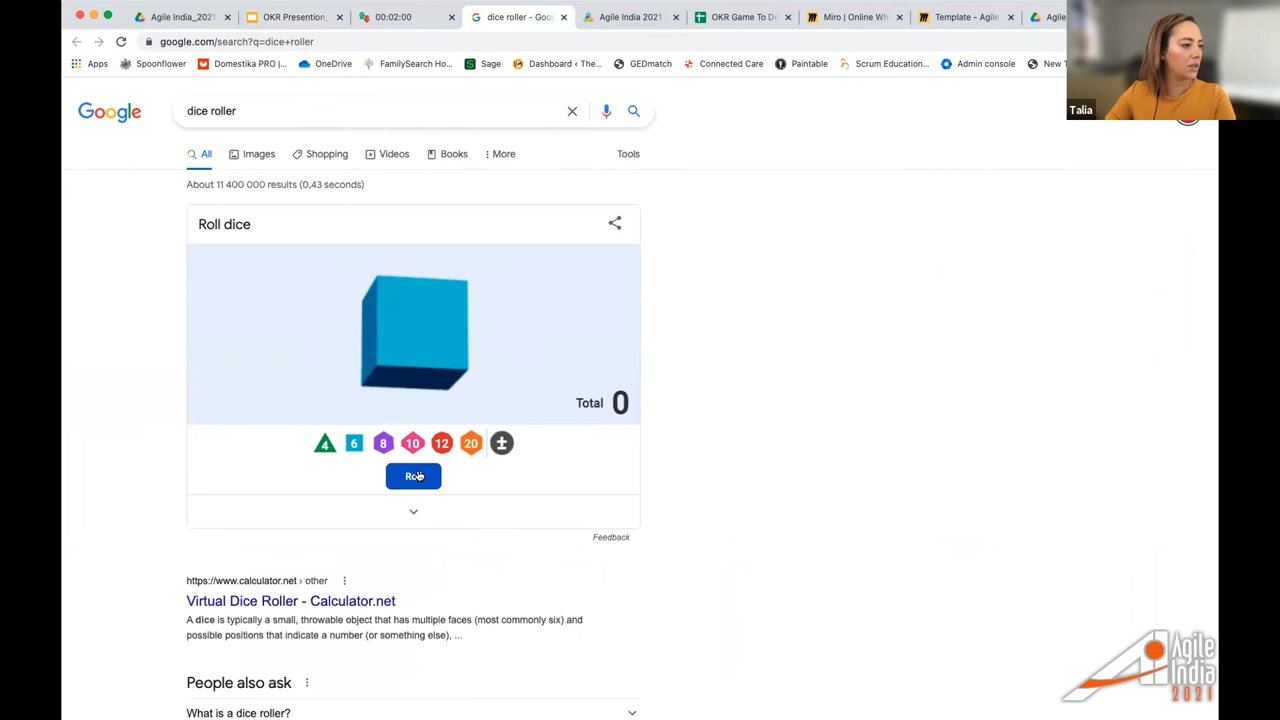 Agile India_2021
OKR Presention_
00:02:00
dice roller - Goo
Agile India 2021
OKR Game To Do
Miro | Online Wh
Template - Agile
Agile
google.com/search?q=dice+roller
Apps
Spoonflower
Domestika PRO |...
OneDrive
FamilySearch Ho...
Sage
Dashboard ‹ The...
GEDmatch
Connected Care
Paintable
Scrum Education...
Admin console
New T
Talia
Google
dice roller
All
Images
Shopping
Videos
Books
More
Tools
About 11 400 000 results (0,43 seconds)
Roll dice
Total 0
4 6 8 10 12 20 ±
Feedback
https://www.calculator.net › other
Virtual Dice Roller - Calculator.net
A dice is typically a small, throwable object that has multiple faces (most commonly six) and
possible positions that indicate a number (or something else), ...
People also ask
What is a dice roller?
Agile
India
2021